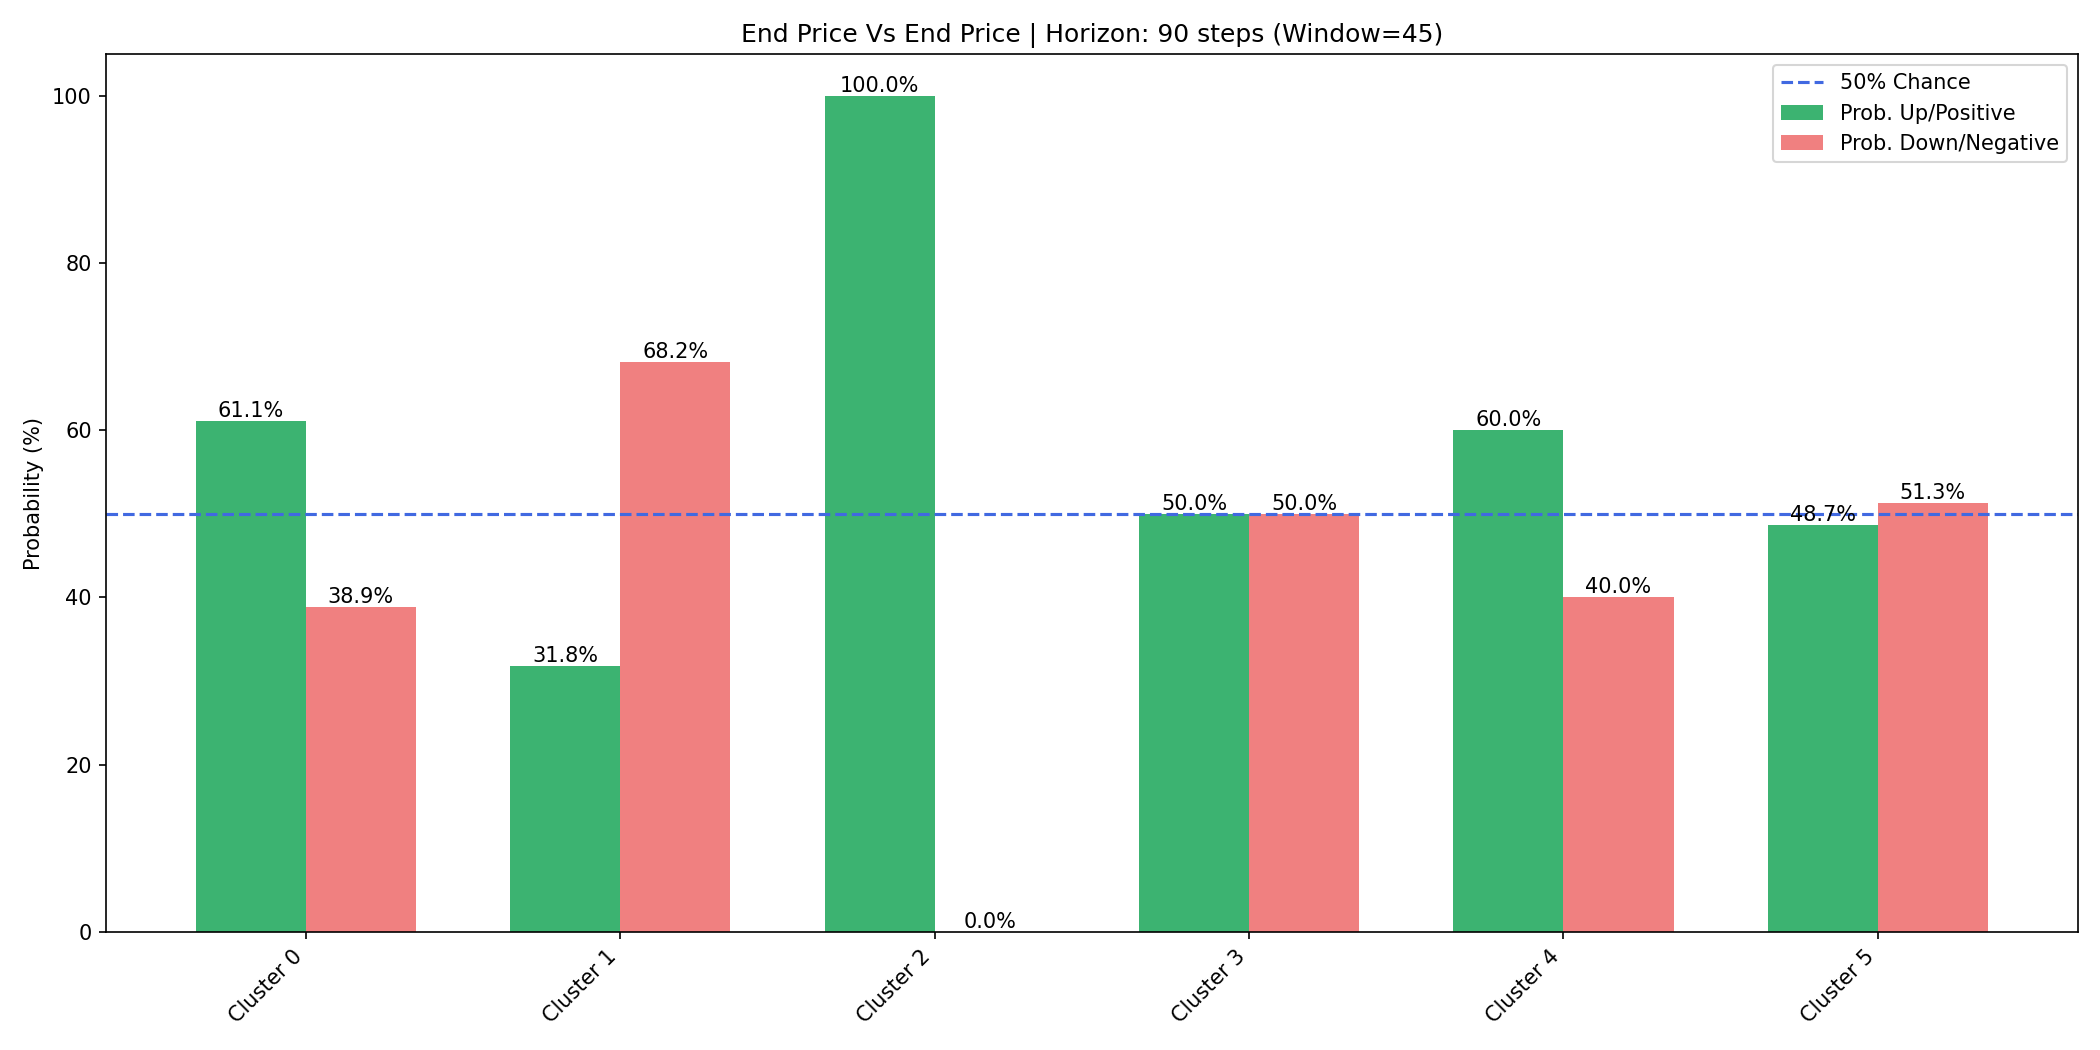 End Price Vs End Price | Horizon: 90 steps (Window=45)
50% Chance
Prob. Up/Positive
Prob. Down/Negative
Probability (%)
100
80
60
40
20
0
61.1%
38.9%
31.8%
68.2%
100.0%
0.0%
50.0%
50.0%
60.0%
40.0%
48.7%
51.3%
Cluster 0
Cluster 1
Cluster 2
Cluster 3
Cluster 4
Cluster 5